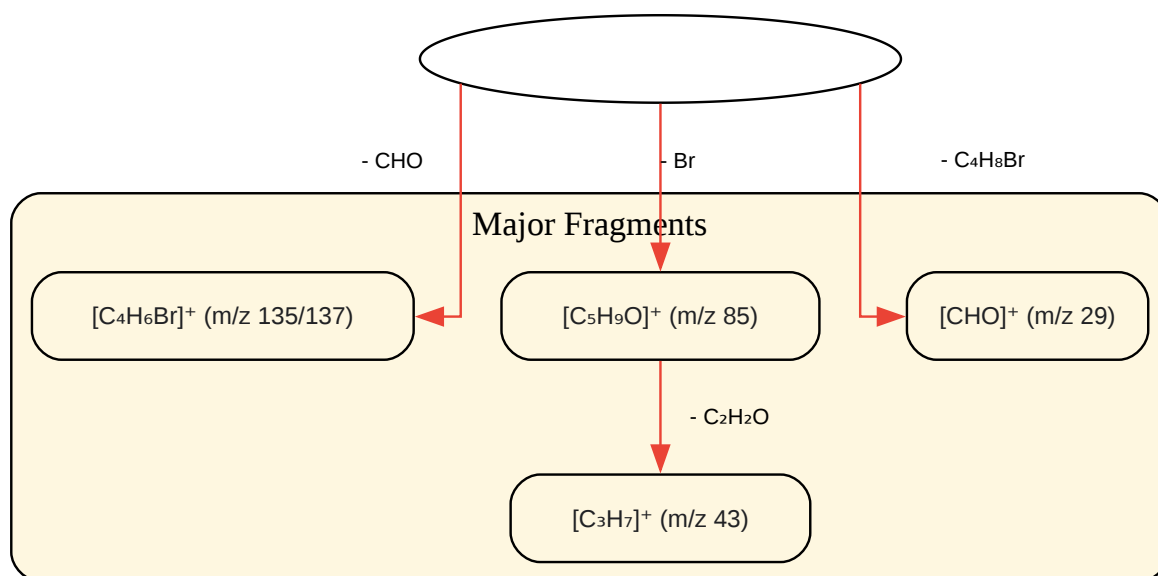 - CHO
- Br
- C₄H₈Br
Major Fragments
[C₄H₆Br]⁺ (m/z 135/137)
[C₅H₉O]⁺ (m/z 85)
[CHO]⁺ (m/z 29)
- C₂H₂O
[C₃H₇]⁺ (m/z 43)